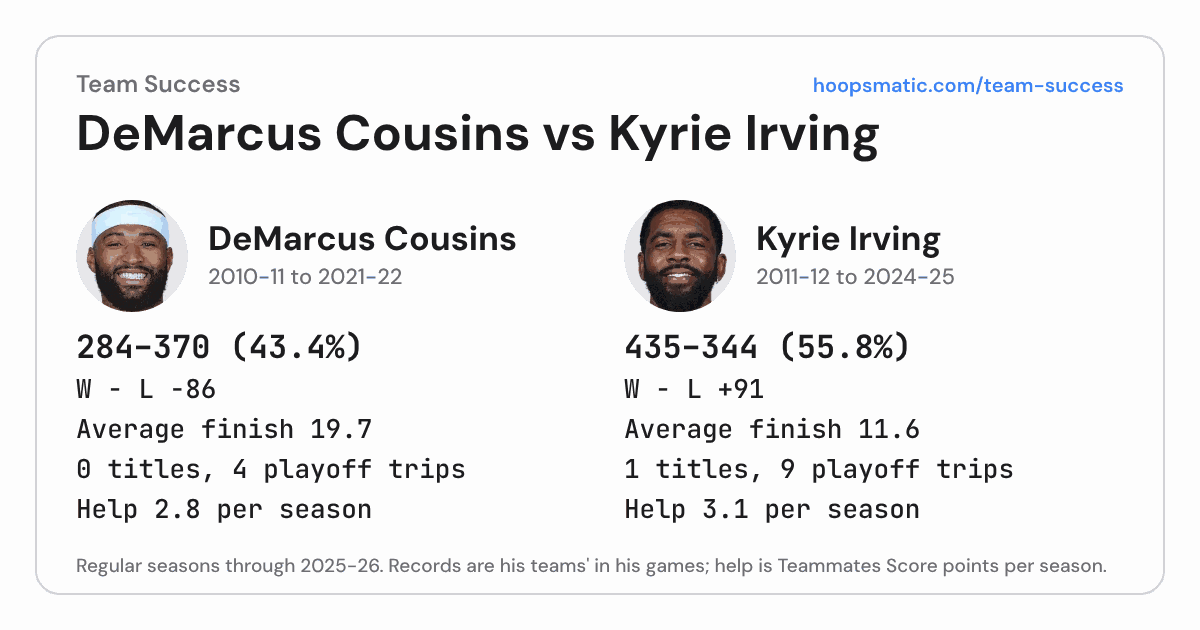 Team Success
hoopsmatic.com/team-success
DeMarcus Cousins vs Kyrie Irving
DeMarcus Cousins
2010-11 to 2021-22
284-370 (43.4%)
W - L -86
Average finish 19.7
0 titles, 4 playoff trips
Help 2.8 per season
Kyrie Irving
2011-12 to 2024-25
435-344 (55.8%)
W - L +91
Average finish 11.6
1 titles, 9 playoff trips
Help 3.1 per season
Regular seasons through 2025-26. Records are his teams' in his games; help is Teammates Score points per season.